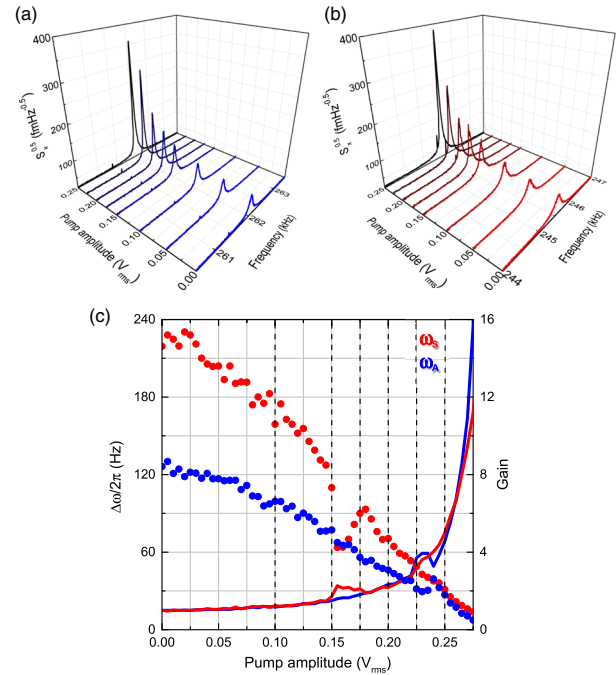 (a)
400
300
200
100
S_x^0.5 (fmHz^-0.5)
0.25
0.20
0.15
0.10
0.05
0.00
Pump amplitude (V_rms)
261
262
263
Frequency (kHz)
(b)
400
300
200
100
S_x^0.5 (fmHz^-0.5)
0.25
0.20
0.15
0.10
0.05
0.00
Pump amplitude (V_rms)
244
245
246
247
Frequency (kHz)
(c)
240
180
120
60
0
Δω/2π (Hz)
ω_S
ω_A
16
12
8
4
0
Gain
0.00 0.05 0.10 0.15 0.20 0.25
Pump amplitude (V_rms)